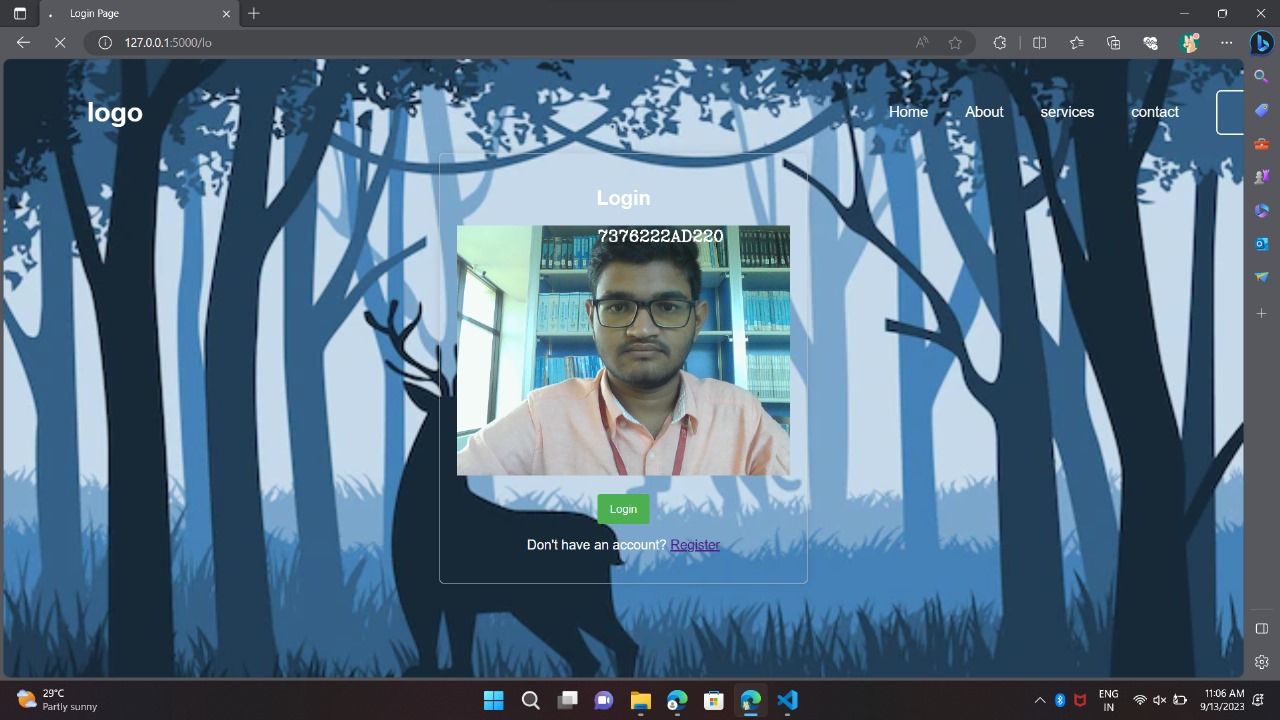 Login Page
127.0.0.1:5000/lo
logo
Home About services contact
Login
7376222AD220
Login
Don't have an account? Register
29°C
Partly sunny
ENG
IN
11:06 AM
9/13/2023